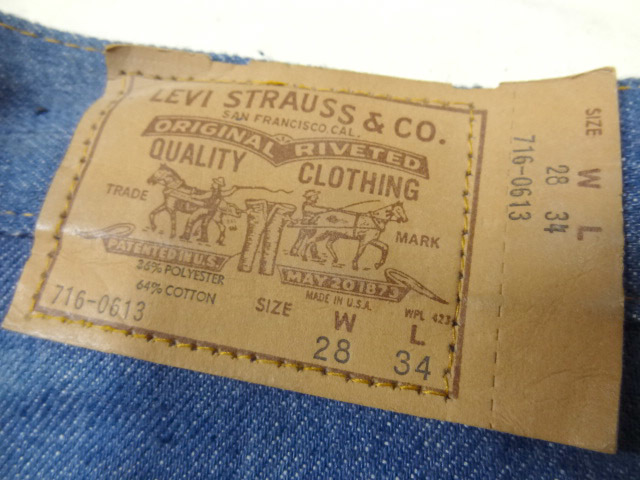 LEVI STRAUSS & CO.
SAN FRANCISCO CAL.
ORIGINAL RIVETED
QUALITY CLOTHING
TRADE MARK
PATENTED IN U.S. MAY 20 1873
36% POLYESTER
64% COTTON
MADE IN U.S.A.
WPL 423
716-0613
SIZE W L
28 34
SIZE W L
28 34
716-0613